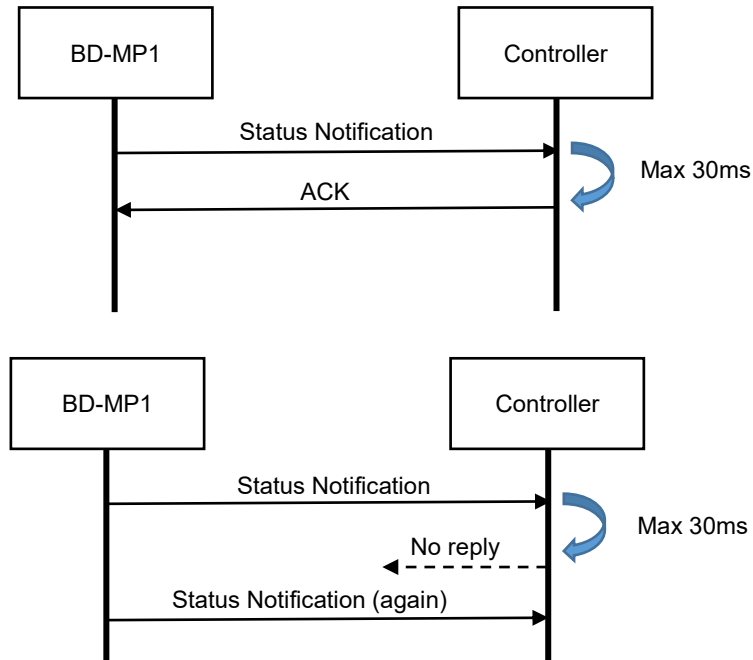 BD-MP1
Controller
Status Notification
Max 30ms
ACK
BD-MP1
Controller
Status Notification
Max 30ms
No reply
Status Notification (again)